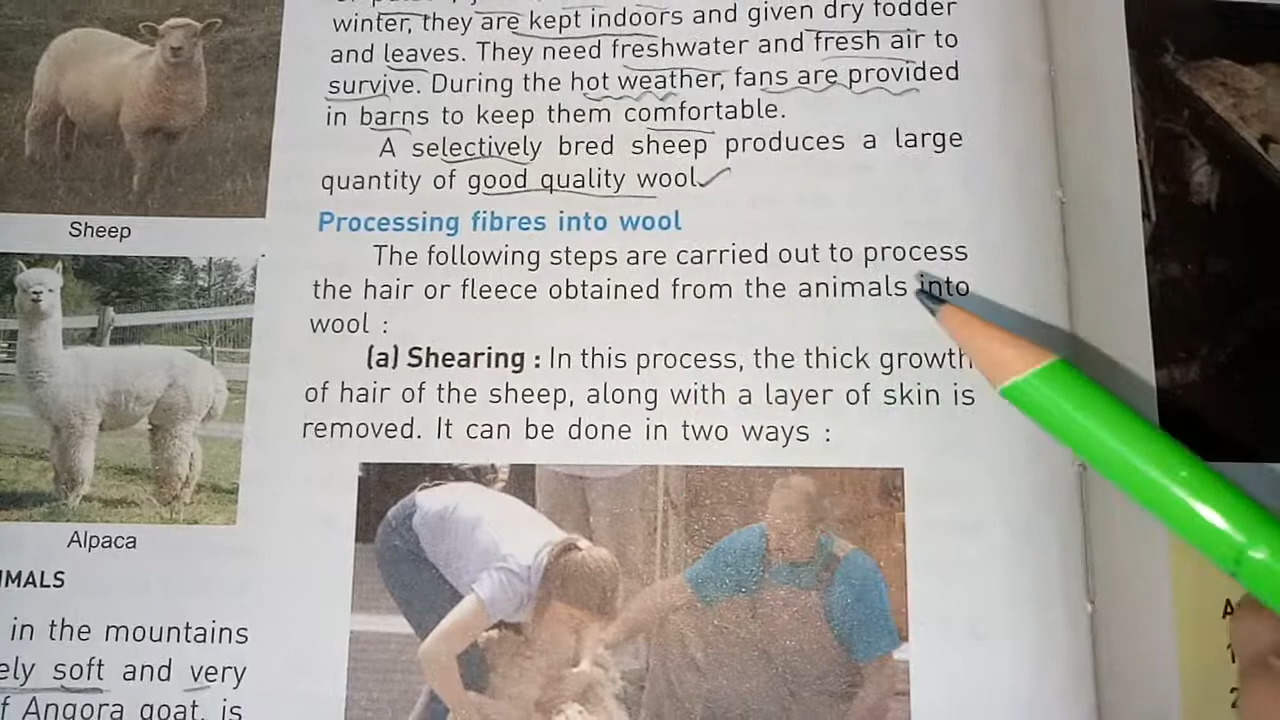 winter, they are kept indoors and given dry fodder
and leaves. They need freshwater and fresh air to
survive. During the hot weather, fans are provided
in barns to keep them comfortable.
A selectively bred sheep produces a large
quantity of good quality wool
Processing fibres into wool
The following steps are carried out to process
the hair or fleece obtained from the animals into
wool :
(a) Shearing : In this process, the thick growth
of hair of the sheep, along with a layer of skin is
removed. It can be done in two ways :
Sheep
Alpaca
IMALS
in the mountains
ely soft and very
f Angora goat, is
A
1
2